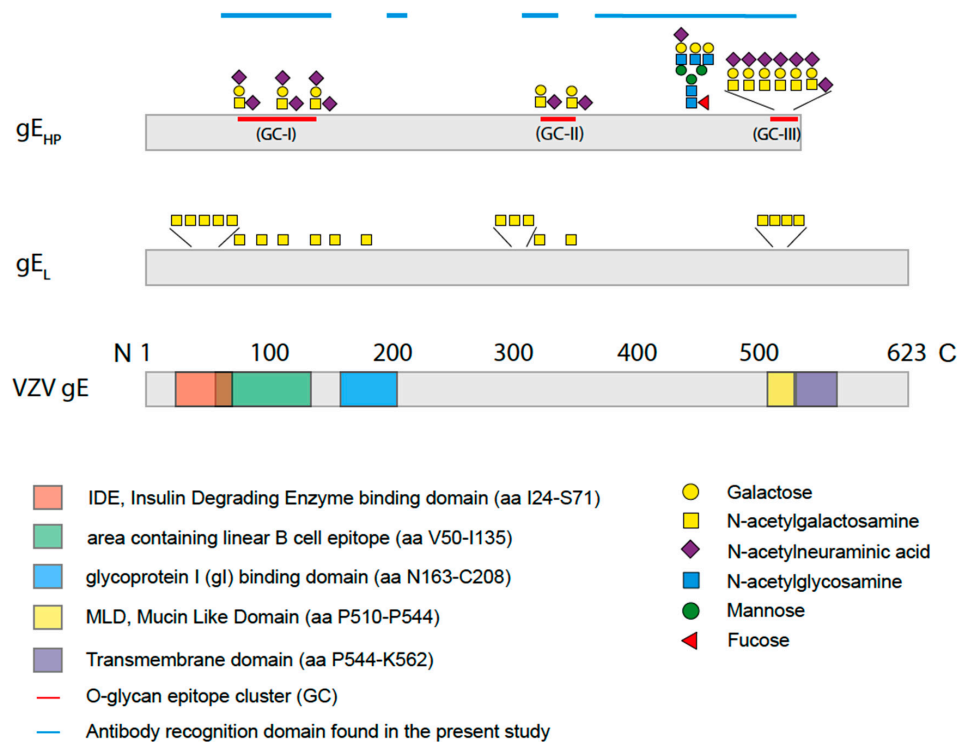 gE HP
(GC-I)
(GC-II)
(GC-III)
gE L
N 1 100 200 300 400 500 623 C
VZV gE
IDE, Insulin Degrading Enzyme binding domain (aa I24-S71)
area containing linear B cell epitope (aa V50-I135)
glycoprotein I (gI) binding domain (aa N163-C208)
MLD, Mucin Like Domain (aa P510-P544)
Transmembrane domain (aa P544-K562)
O-glycan epitope cluster (GC)
Antibody recognition domain found in the present study
Galactose
N-acetylgalactosamine
N-acetylneuraminic acid
N-acetylglycosamine
Mannose
Fucose